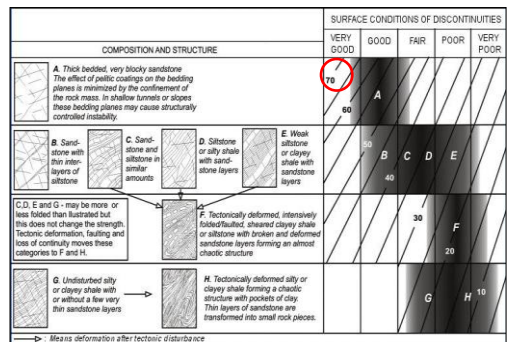 SURFACE CONDITIONS OF DISCONTINUITIES
COMPOSITION AND STRUCTURE
VERY GOOD
GOOD
FAIR
POOR
VERY POOR
A. Thick bedded, very blocky sandstone
The effect of pelitic coatings on the bedding
planes is minimized by the confinement of
the rock mass. In shallow tunnels or slopes
these bedding planes may cause structurally
controlled instability.
70
60
A
B. Sand-
stone with
thin inter-
layers of
siltstone
C. Sand-
stone and
siltstone in
similar
amounts
D. Siltstone
or silty shale
with sand-
stone layers
E. Weak
siltstone
or clayey
shale with
sandstone
layers
50
B
C
D
E
40
C,D, E and G - may be more or
less folded than llustrated but
this does not change the strength.
Tectonic deformation, faulting and
loss of continuity moves these
categories to F and H.
F. Tectonically deformed, intensively
folded/faulted, sheared clayey shale
or siltstone with broken and deformed
sandstone layers forming an almost
chaotic structure
30
F
20
G. Undisturbed silty
or clayey shale with
or without a few very
thin sandstone layers
H. Tectonically deformed silty or
clayey shale forming a chaotic
structure with pockets of clay.
Thin layers of sandstone are
transformed into small rock pieces.
G
H
10
: Means deformation after tectonic disturbance